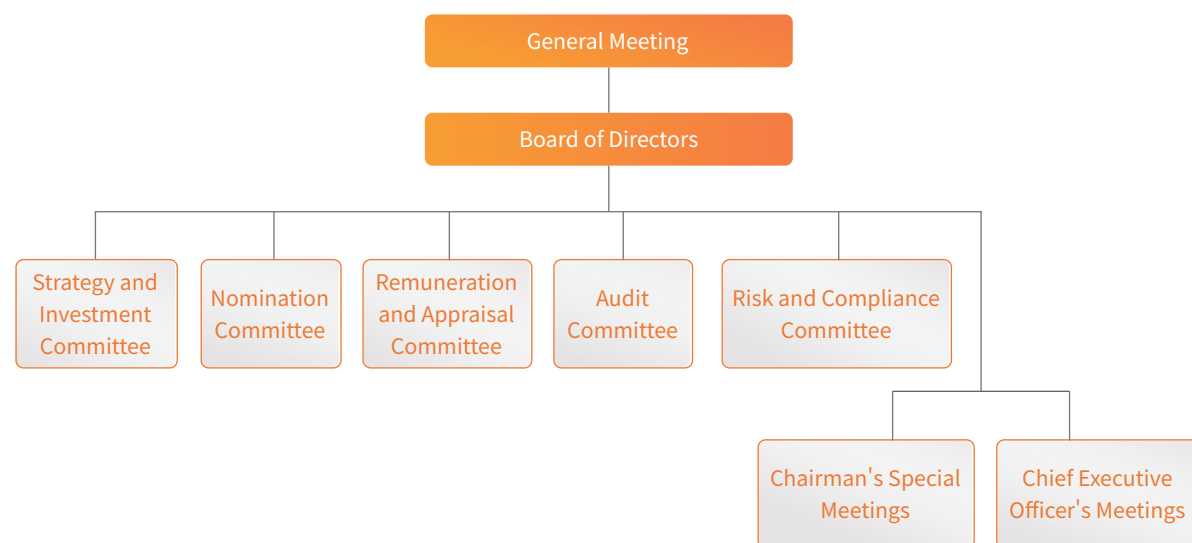 General Meeting
Board of Directors
Strategy and
Investment
Committee
Nomination
Committee
Remuneration
and Appraisal
Committee
Audit
Committee
Risk and Compliance
Committee
Chairman's Special
Meetings
Chief Executive
Officer's Meetings